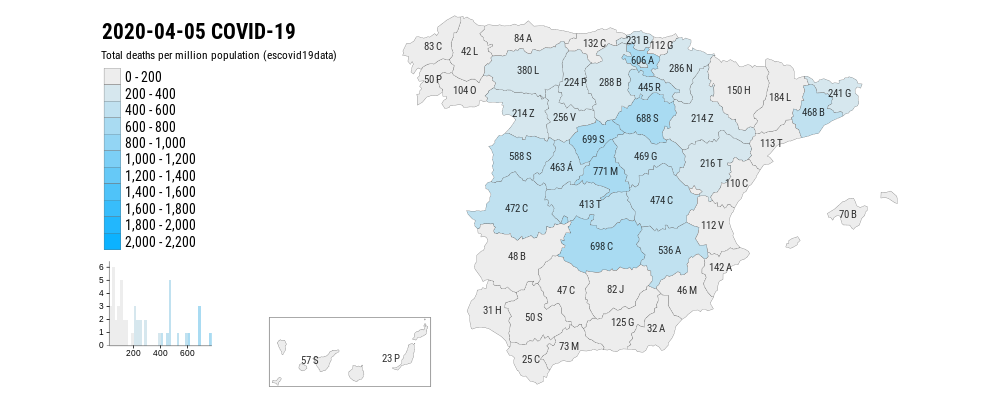 2020-04-05 COVID-19
Total deaths per million population (escovid19data)
0 - 200
200 - 400
400 - 600
600 - 800
800 - 1,000
1,000 - 1,200
1,200 - 1,400
1,400 - 1,600
1,600 - 1,800
1,800 - 2,000
2,000 - 2,200
6
5
4
3
2
1
0
200 400 600
83 C
42 L
84 A
132 C
231 B
112 G
50 P
104 O
380 L
224 P
288 B
606 A
445 R
286 N
150 H
184 L
241 G
468 B
214 Z
256 V
688 S
214 Z
113 T
588 S
463 Á
699 S
771 M
469 G
216 T
110 C
472 C
413 T
474 C
112 V
70 B
48 B
698 C
536 A
142 A
31 H
50 S
47 C
82 J
46 M
125 G
32 A
73 M
25 C
57 S
23 P